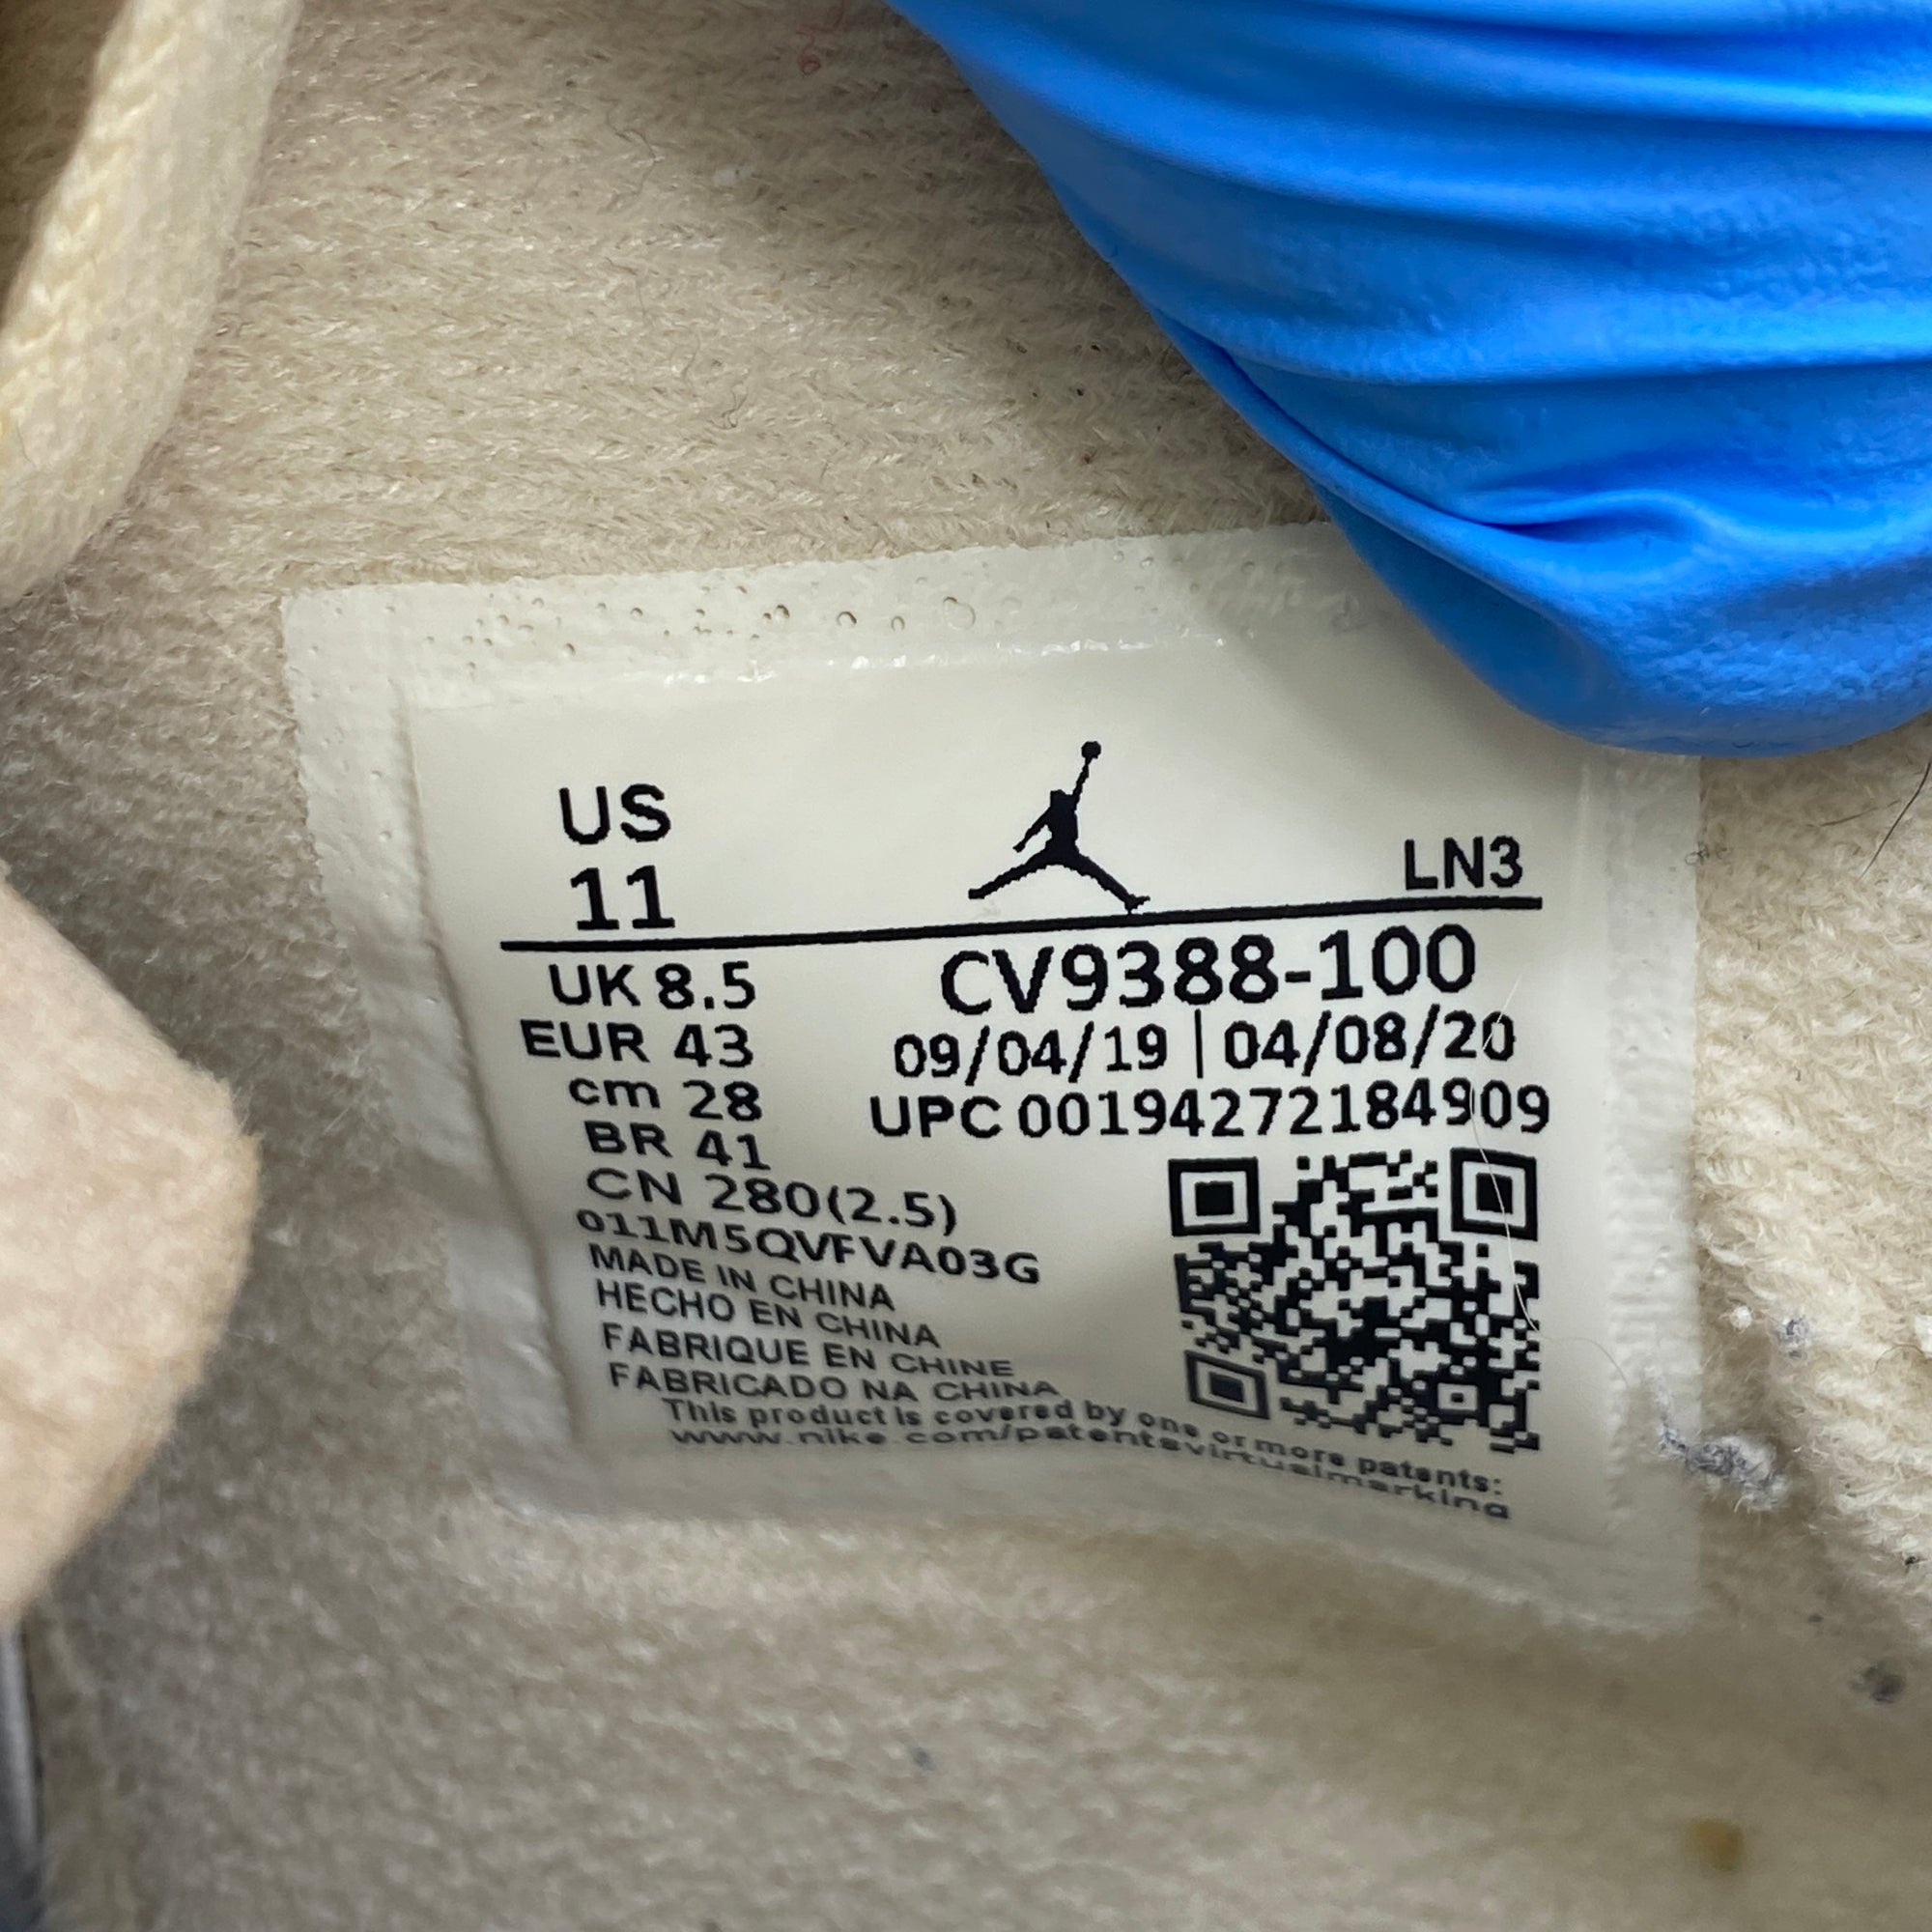 US
11
LN3
UK 8.5
EUR 43
cm 28
BR 41
CN 280(2.5)
CV9388-100
09/04/19 | 04/08/20
UPC 00194272184909
011M5QVFVA03G
MADE IN CHINA
HECHO EN CHINA
FABRIQUE EN CHINE
FABRICADO NA CHINA
This product is covered by one or more patents:
www.nike.com/patentsvirtualmarking